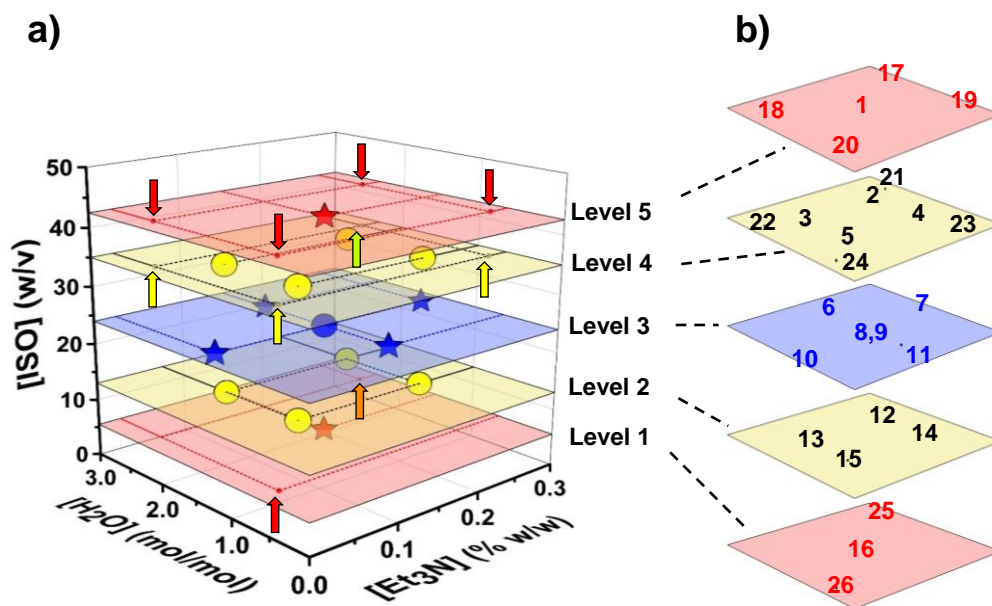 a)
50
40
30
20
10
0
[ISO] (w/v)
3.0
2.0
1.0
0.0
[H2O] (mol/mol)
0.1
0.2
0.3
[Et3N] (% w/w)
Level 5
Level 4
Level 3
Level 2
Level 1
b)
17
18 1 19
20
21
2
22 3 4 23
5
24
6 7
8,9
10 11
12
13 14
15
25
16
26